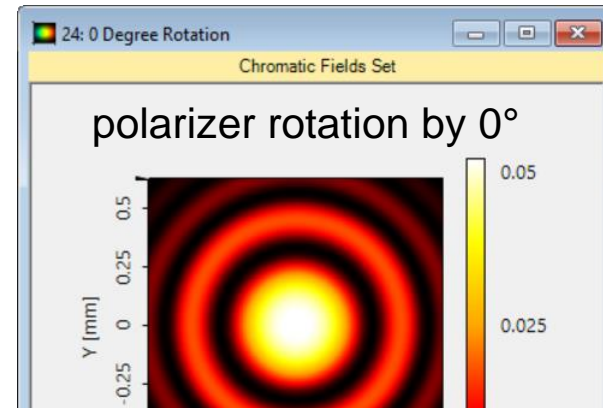 24: 0 Degree Rotation
Chromatic Fields Set
polarizer rotation by 0°
0.05
0.5
0.25
0.025
Y [mm]
0
-0.25